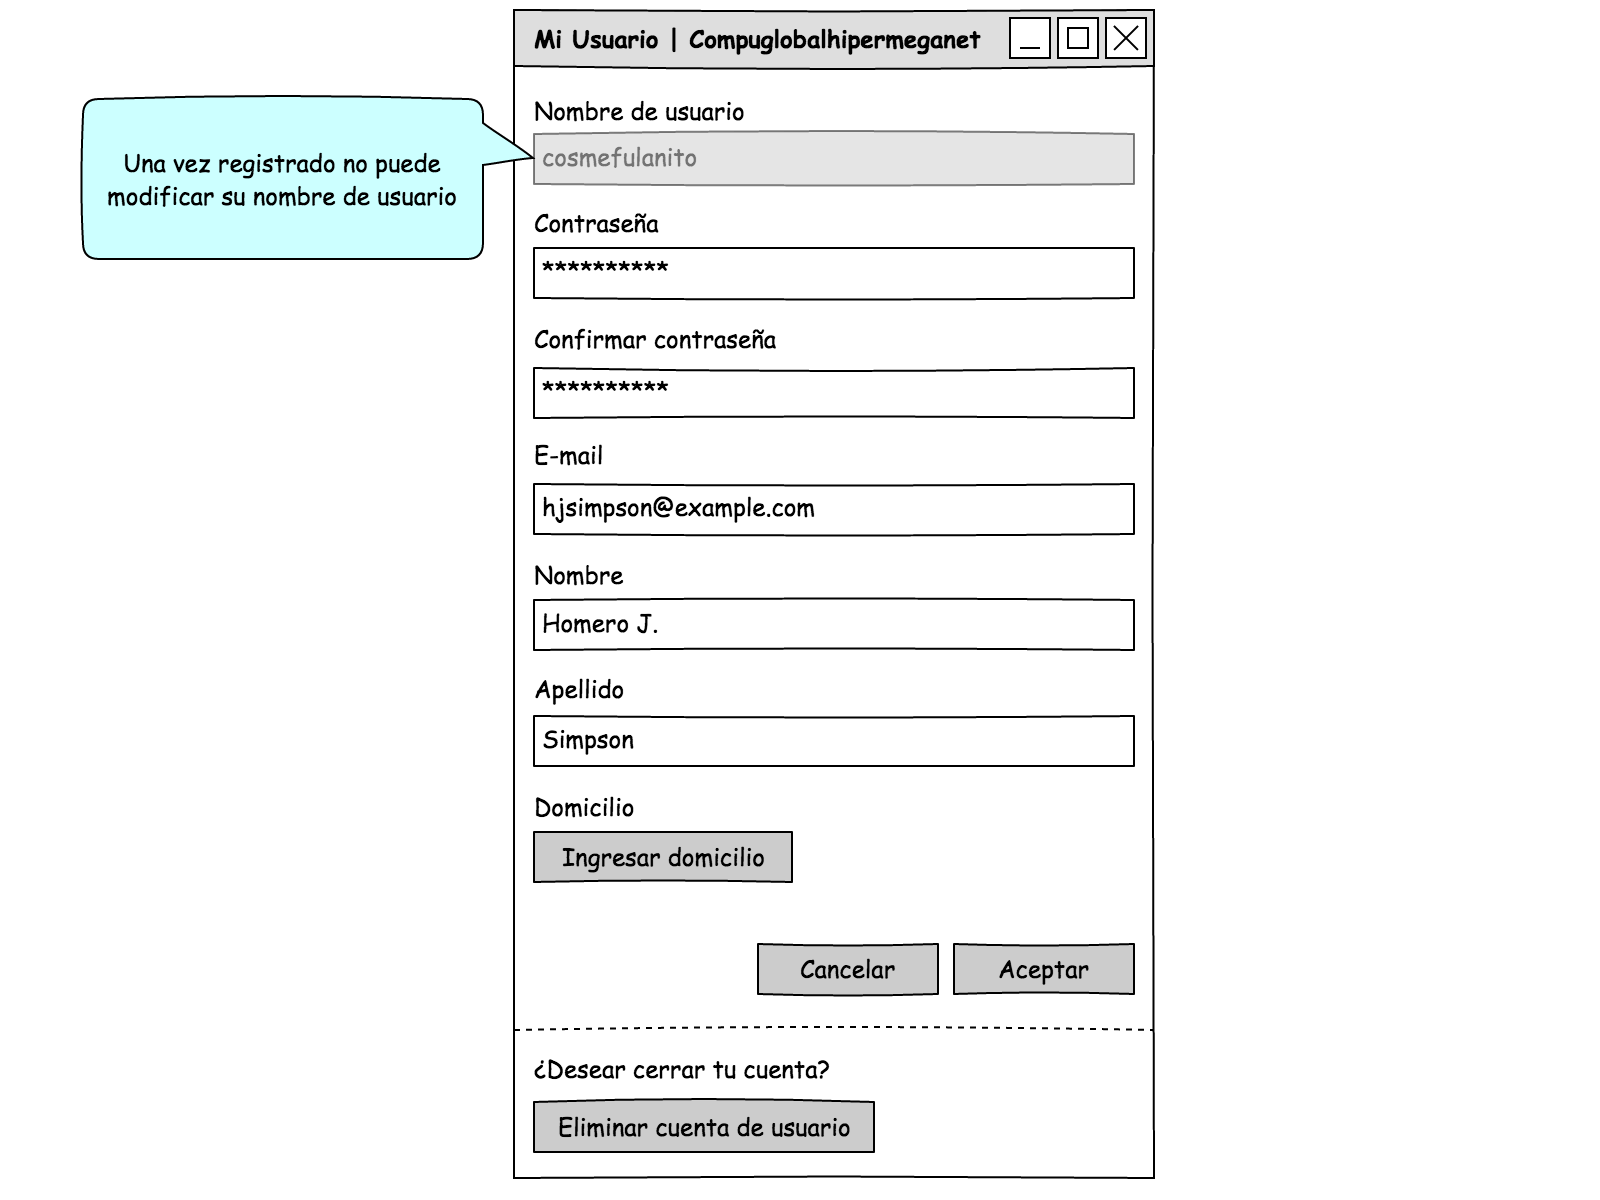 Mi Usuario | Compuglobalhipermeganet
Una vez registrado no puede
modificar su nombre de usuario
Nombre de usuario
cosmefulanito
Contraseña
**********
Confirmar contraseña
**********
E-mail
hjsimpson@example.com
Nombre
Homero J.
Apellido
Simpson
Domicilio
Ingresar domicilio
Cancelar
Aceptar
¿Desear cerrar tu cuenta?
Eliminar cuenta de usuario